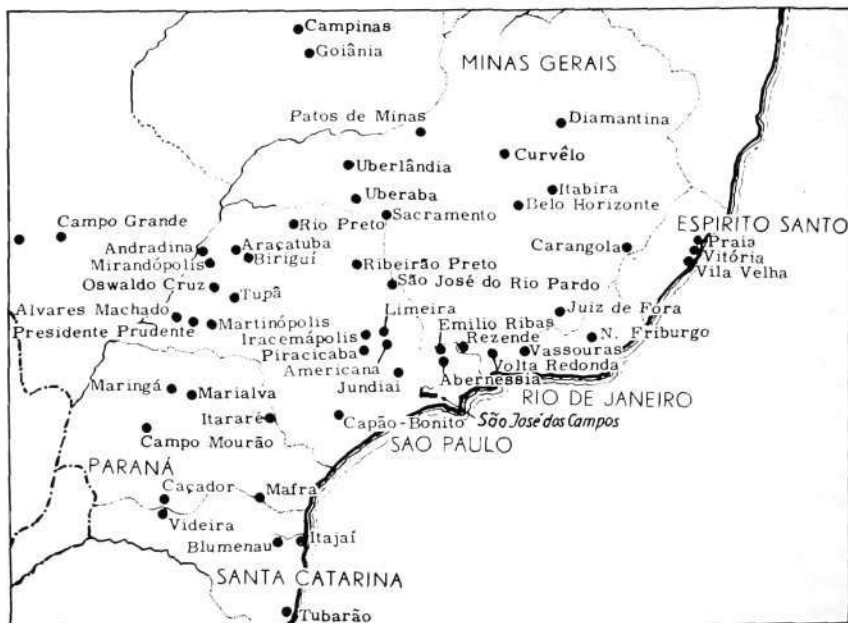 Campinas
Goiânia
MINAS GERAIS
Patos de Minas
Diamantina
Curvêlo
Uberlândia
Itabira
Uberaba
Belo Horizonte
Sacramento
Campo Grande
Rio Preto
ESPIRITO SANTO
Praia
Andradina
Araçatuba
Carangola
Vitória
Mirandópolis
Biriguí
Ribeirão Preto
Vila Velha
Oswaldo Cruz
São José do Rio Pardo
Tupã
Alvares Machado
Limeira
Juiz de Fóra
Presidente Prudente
Martinópolis
Emilio Ribas
N. Friburgo
Iracemápolis
Rezende
Piracicaba
Vassouras
Americana
Volta Redonda
Jundiai
Abernéssia
Maringá
Marialva
RIO DE JANEIRO
Itararé
Capão-Bonito
São José dos Campos
Campo Mourão
SAO PAULO
PARANÁ
Caçador
Mafra
Videira
Blumenau
Itajaí
SANTA CATARINA
Tubarão